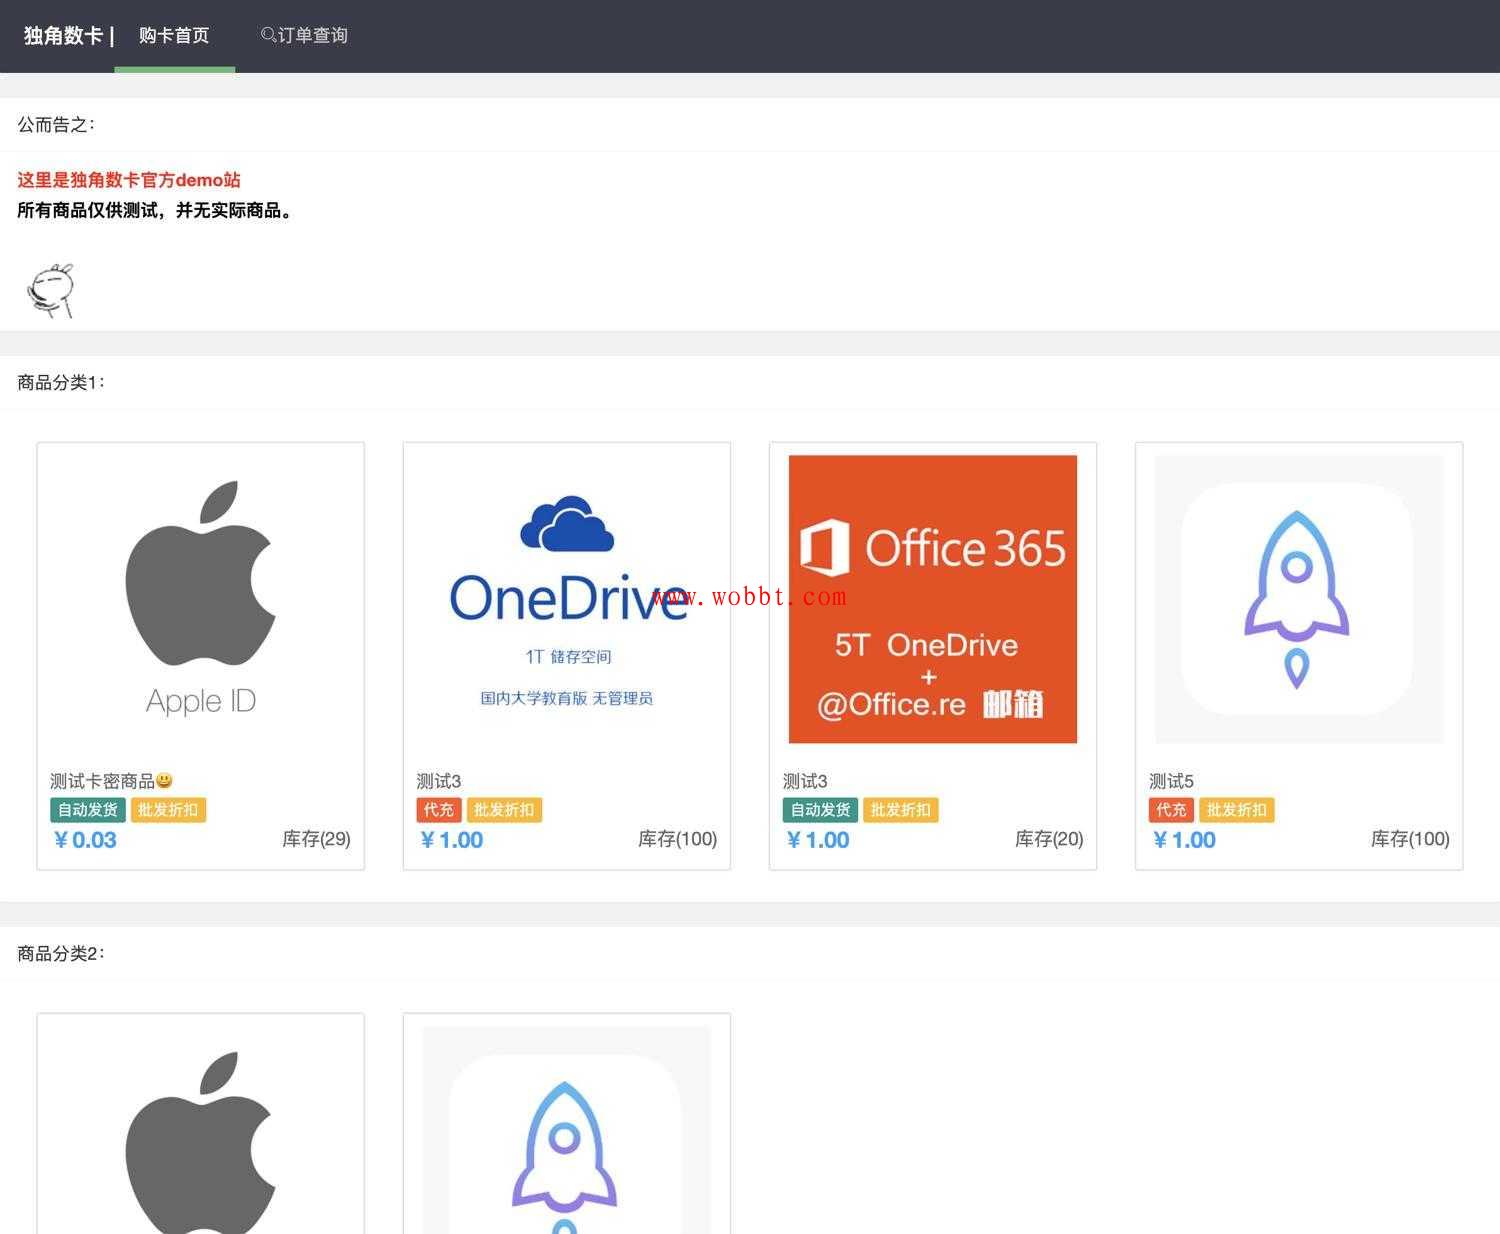 独角数卡 | 购卡首页 订单查询
公而告之：
这里是独角数卡官方demo站
所有商品仅供测试，并无实际商品。
商品分类1：
Apple ID
测试卡密商品😃
自动发货 批发折扣
¥ 0.03 库存(29)
OneDrive
1T 储存空间
国内大学教育版 无管理员
测试3
代充 批发折扣
¥ 1.00 库存(100)
Office 365
5T OneDrive
+
@Office.re 邮箱
测试3
自动发货 批发折扣
¥ 1.00 库存(20)
测试5
代充 批发折扣
¥ 1.00 库存(100)
www.wobbt.com
商品分类2：